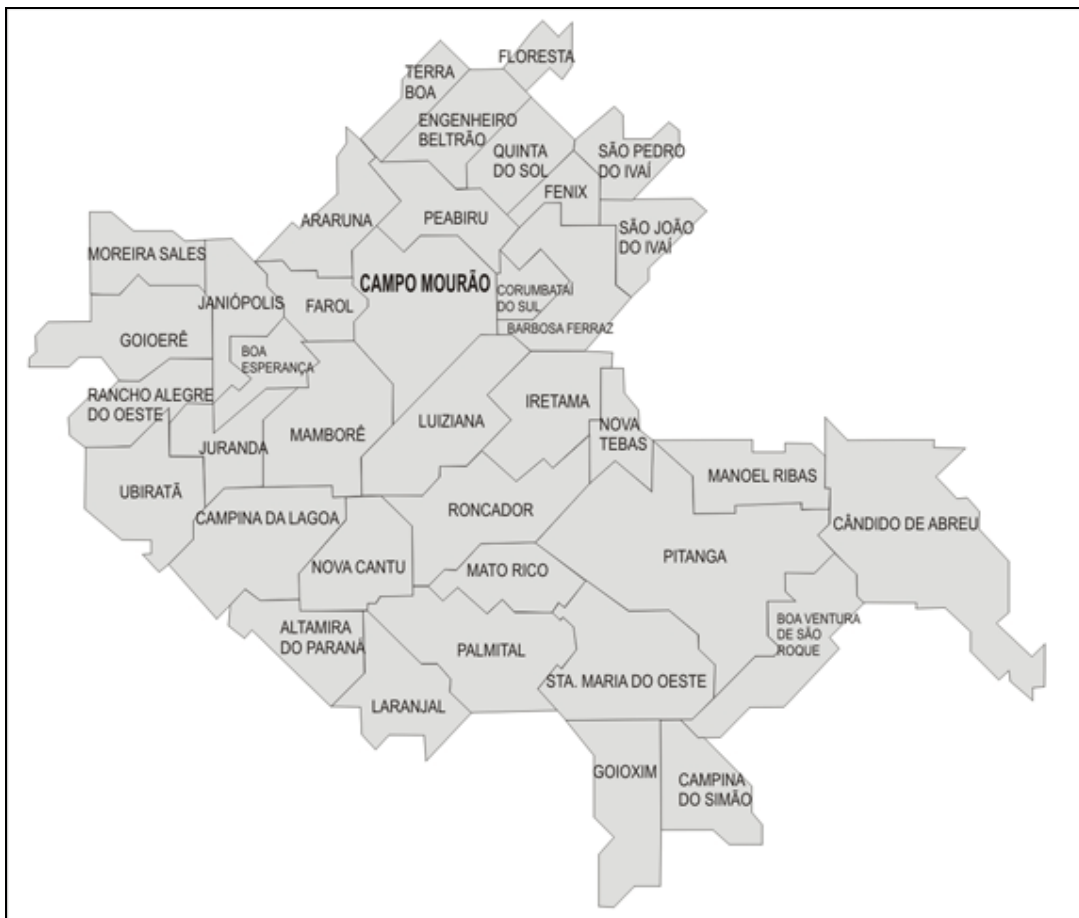 FLORESTA
TERRA
BOA
ENGENHEIRO
BELTRÃO
QUINTA
DO SOL
SÃO PEDRO
DO IVAÍ
FENIX
ARARUNA
PEABIRU
SÃO JOÃO
DO IVAÍ
MOREIRA SALES
CAMPO MOURÃO
CORUMBATAÍ
DO SUL
JANIÓPOLIS
FAROL
BARBOSA FERRAZ
GOIOERÊ
BOA
ESPERANÇA
RANCHO ALEGRE
DO OESTE
IRETAMA
LUIZIANA
NOVA
TEBAS
MAMBORÊ
JURANDA
MANOEL RIBAS
UBIRATÃ
CAMPINA DA LAGOA
RONCADOR
CÂNDIDO DE ABREU
PITANGA
NOVA CANTU
MATO RICO
BOA VENTURA
DE SÃO
ROQUE
ALTAMIRA
DO PARANÁ
PALMITAL
STA. MARIA DO OESTE
LARANJAL
GOIOXIM
CAMPINA
DO SIMÃO